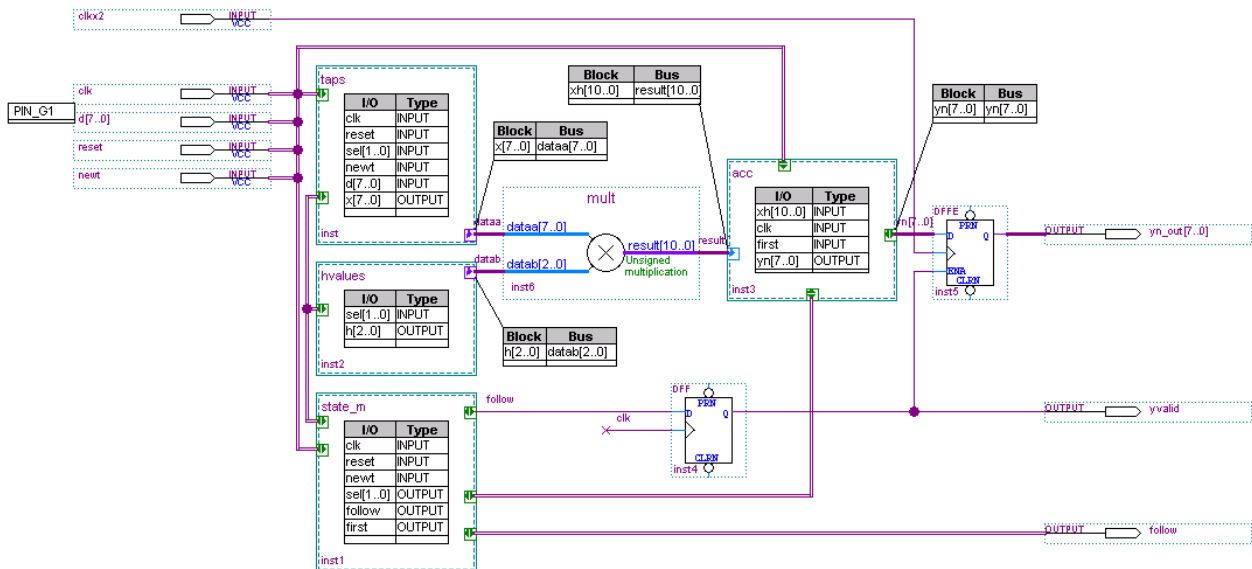 clkx2 INPUT VCC
clk INPUT VCC
PIN_G1
d[7..0] INPUT VCC
reset INPUT VCC
newt INPUT VCC
taps
I/O Type
clk INPUT
reset INPUT
sel[1..0] INPUT
newt INPUT
d[7..0] INPUT
x[7..0] OUTPUT
inst
Block Bus
x[7..0] dataa[7..0]
dataa
datab
hvalues
I/O Type
sel[1..0] INPUT
h[2..0] OUTPUT
inst2
Block Bus
h[2..0] datab[2..0]
mult
dataa[7..0]
datab[2..0]
result[10..0]
Unsigned
multiplication
inst6
result
Block Bus
xh[10..0] result[10..0]
acc
I/O Type
xh[10..0] INPUT
clk INPUT
first INPUT
yn[7..0] OUTPUT
inst3
Block Bus
yn[7..0] yn[7..0]
yn[7..0]
DFFE
PRN
D Q
ENA
CLRN
inst5
OUTPUT yn_out[7..0]
state_m
I/O Type
clk INPUT
reset INPUT
newt INPUT
sel[1..0] OUTPUT
follow OUTPUT
first OUTPUT
inst1
follow
clk
DFF
PRN
D Q
CLRN
inst4
OUTPUT yvalid
OUTPUT follow